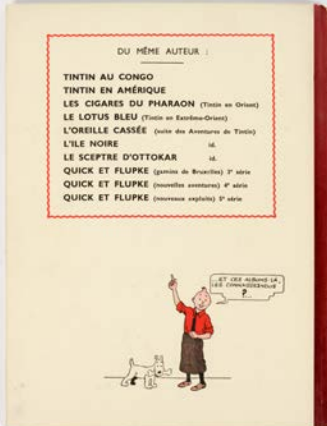 DU MÊME AUTEUR :
TINTIN AU CONGO
TINTIN EN AMÉRIQUE
LES CIGARES DU PHARAON (Tintin en Orient)
LE LOTUS BLEU (Tintin en Extrême-Orient)
L'OREILLE CASSÉE (suite des Aventures de Tintin)
L'ILE NOIRE id.
LE SCEPTRE D'OTTOKAR id.
QUICK ET FLUPKE (gamins de Bruxelles) 3e série
QUICK ET FLUPKE (nouvelles aventures) 4e série
QUICK ET FLUPKE (nouveaux exploits) 5e série
...ET CES ALBUMS-LÀ,
LES CONNAISSEZ-VOUS
?...